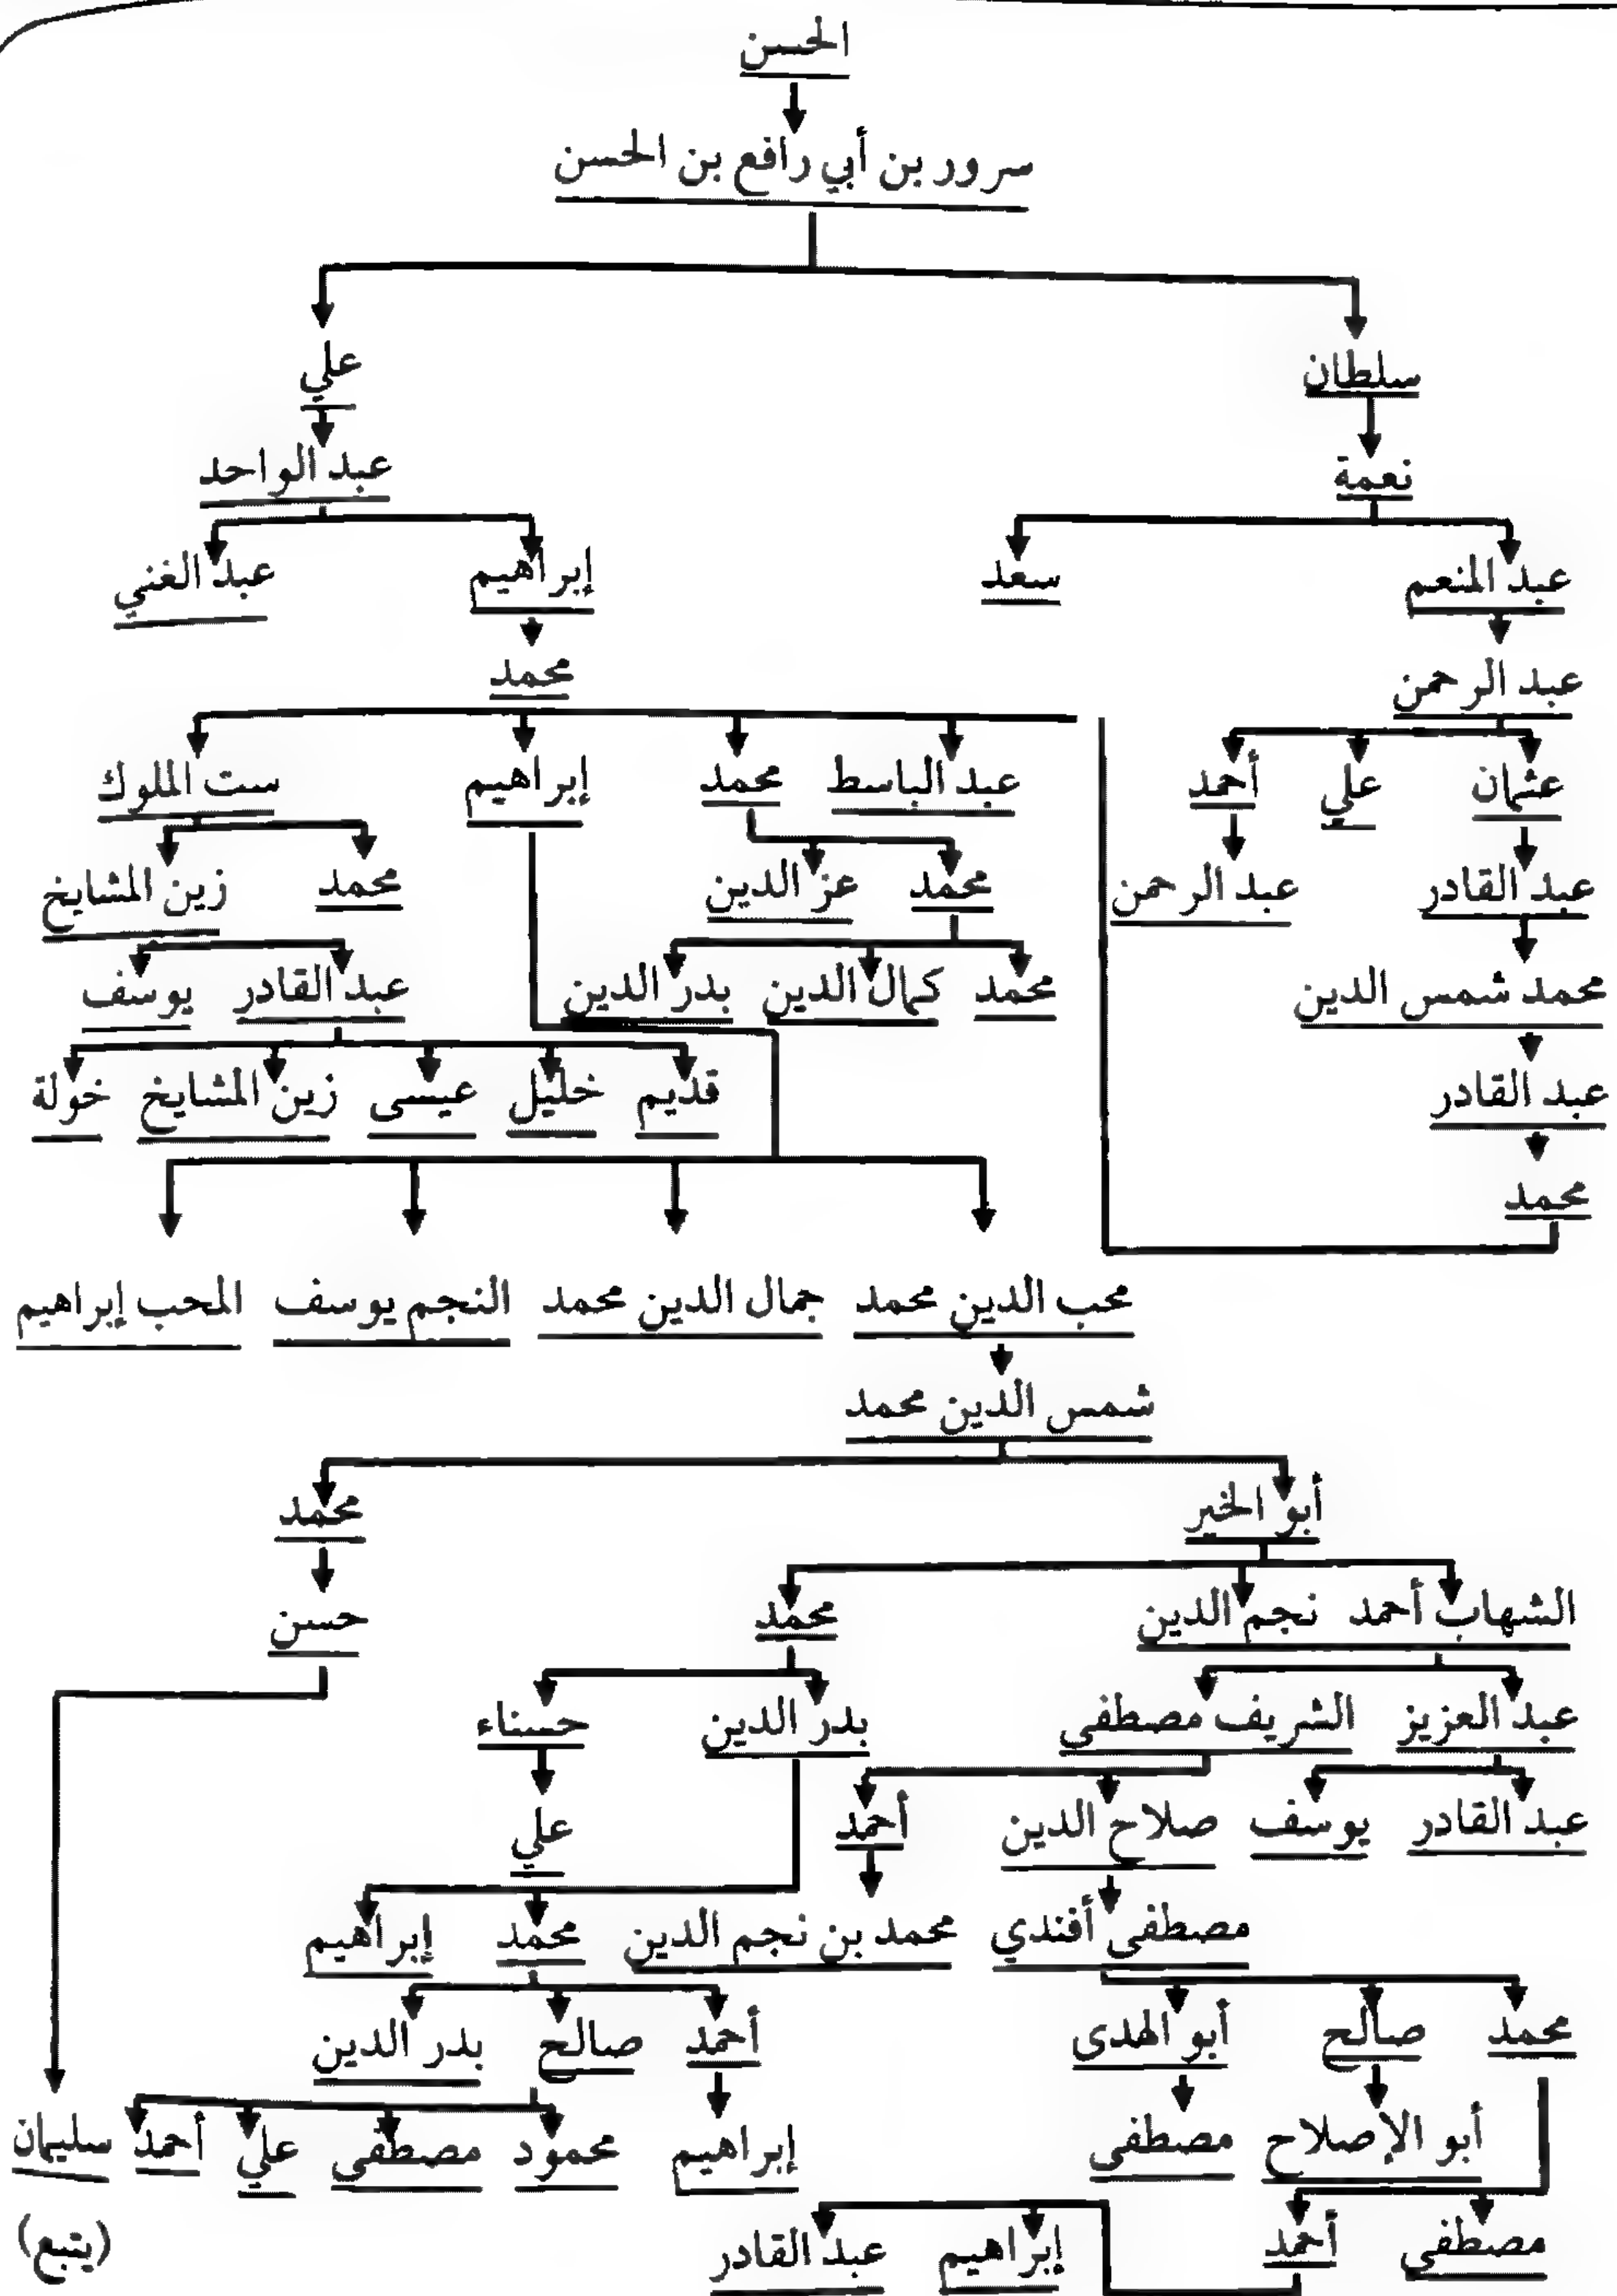 الحسن
سرور بن أبي رافع بن الحسن
سلطان علي
نعمة عبد الواحد
عبد المنعم سعد إبراهيم عبد الغني
عبد الرحمن محمد
عثمان علي أحمد عبد الباسط محمد إبراهيم ست الملوك
عبد القادر عبد الرحمن محمد عز الدين محمد زين المشايخ
محمد شمس الدين محمد كمال الدين بدر الدين عبد القادر يوسف
عبد القادر قديم خليل عيسى زين المشايخ خولة
محمد
محب الدين محمد جمال الدين محمد النجم يوسف المحب إبراهيم
شمس الدين محمد
أبو الخير محمد
الشهاب أحمد نجم الدين محمد حسن
عبد العزيز الشريف مصطفى بدر الدين حسناء
عبد القادر يوسف صلاح الدين أحمد علي
مصطفى أفندي محمد بن نجم الدين محمد إبراهيم
محمد صالح أبو الهدى أحمد صالح بدر الدين
أبو الإصلاح مصطفى إبراهيم محمود مصطفى علي أحمد سليمان
مصطفى أحمد إبراهيم عبد القادر (يتبع)